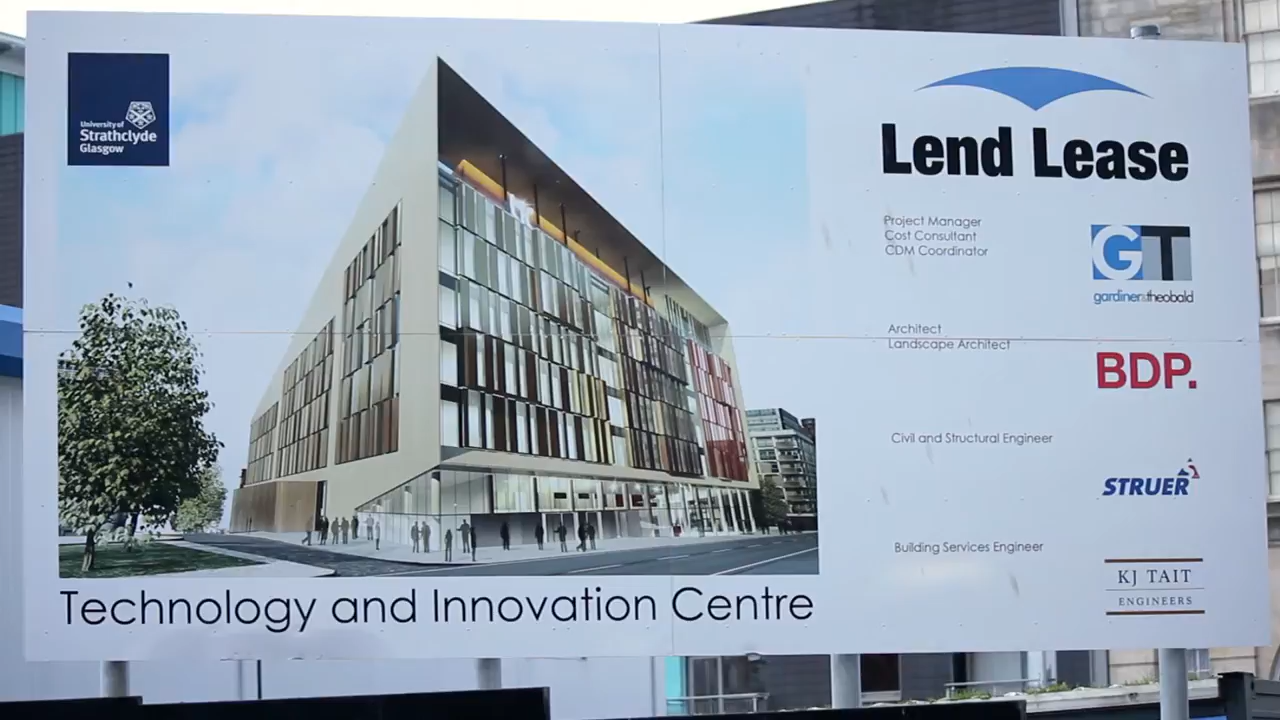 University of
Strathclyde
Glasgow
Lend Lease
Project Manager
Cost Consultant
CDM Coordinator
GT
gardiner&theobald
Architect
Landscape Architect
BDP.
Civil and Structural Engineer
STRUER
Building Services Engineer
KJ TAIT
ENGINEERS
Technology and Innovation Centre